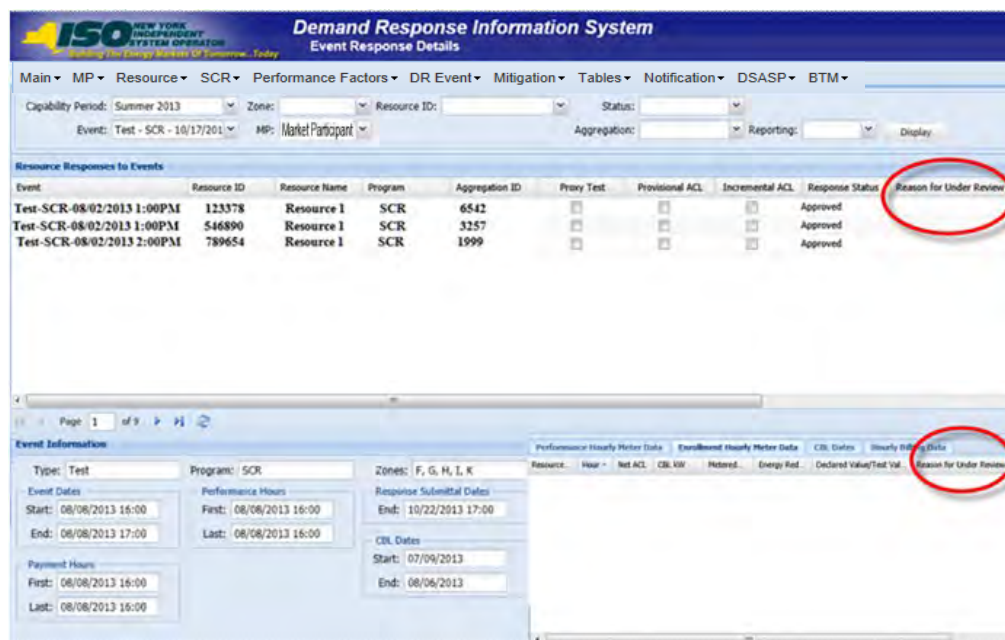 NEW YORK INDEPENDENT SYSTEM OPERATOR
ISO
Building The Energy Markets Of Tomorrow...Today
Demand Response Information System
Event Response Details
Main MP Resource SCR Performance Factors DR Event Mitigation Tables Notification DSASP BTM
Capability Period: Summer 2013 Zone: Resource ID: Status:
Event: Test - SCR - 10/17/201 MP: Market Participant Aggregation: Reporting: Display
Resource Responses to Events
Event Resource ID Resource Name Program Aggregation ID Proxy Test Provisional ACL Incremental ACL Response Status Reason for Under Review
Test-SCR-08/02/2013 1:00PM 123378 Resource 1 SCR 6542 Approved
Test-SCR-08/02/2013 1:00PM 546890 Resource 1 SCR 3257 Approved
Test-SCR-08/02/2013 2:00PM 789654 Resource 1 SCR 1999 Approved
Page 1 of 9
Event Information
Performance Hourly Meter Data Enrollment Hourly Meter Data CBL Dates Hourly Billing Data
Resource... Hour Net ACL CBL KW Metered... Energy Red... Declared Value/Test Val... Reason for Under Review
Type: Test Program: SCR Zones: F, G, H, I, K
Event Dates Performance Hours Response Submittal Dates
Start: 08/08/2013 16:00 First: 08/08/2013 16:00 End: 10/22/2013 17:00
End: 08/08/2013 17:00 Last: 08/08/2013 16:00
CBL Dates
Start: 07/09/2013
Payment Hours
First: 08/08/2013 16:00 End: 08/06/2013
Last: 08/08/2013 16:00